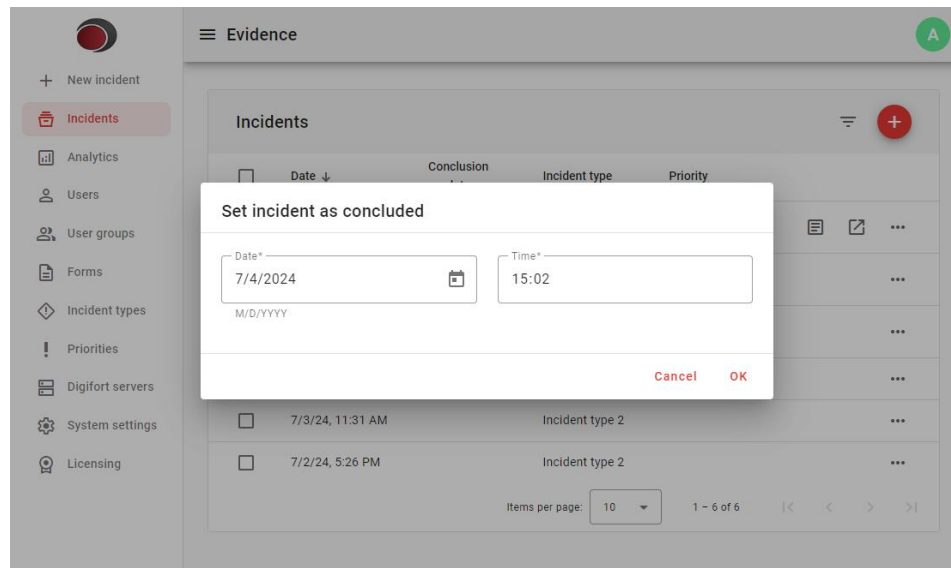 Evidence
A
New incident
Incidents
Analytics
Users
User groups
Forms
Incident types
Priorities
Digifort servers
System settings
Licensing
Incidents
Date Conclusion Incident type Priority
Set incident as concluded
Date* Time*
7/4/2024 15:02
M/D/YYYY
Cancel OK
7/3/24, 11:31 AM Incident type 2
7/2/24, 5:26 PM Incident type 2
Items per page: 10 1 – 6 of 6